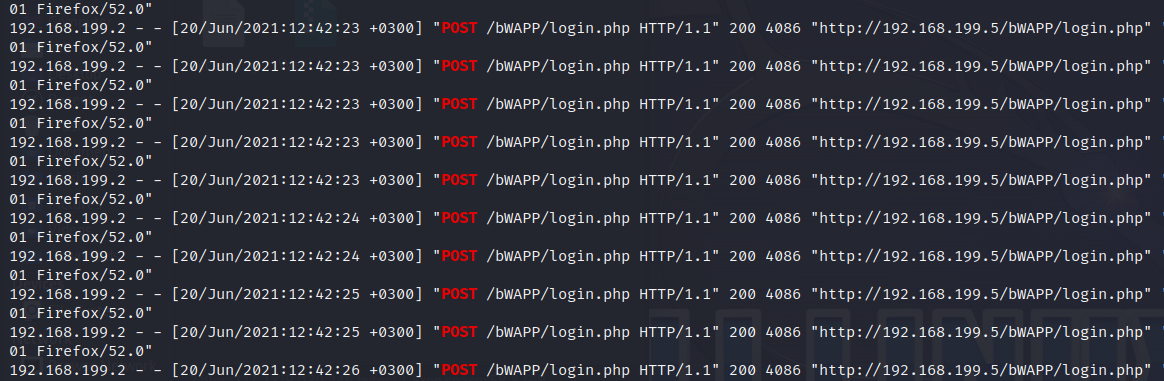 01 Firefox/52.0"
192.168.199.2 - - [20/Jun/2021:12:42:23 +0300] "POST /bWAPP/login.php HTTP/1.1" 200 4086 "http://192.168.199.5/bWAPP/login.php" "
01 Firefox/52.0"
192.168.199.2 - - [20/Jun/2021:12:42:23 +0300] "POST /bWAPP/login.php HTTP/1.1" 200 4086 "http://192.168.199.5/bWAPP/login.php" "
01 Firefox/52.0"
192.168.199.2 - - [20/Jun/2021:12:42:23 +0300] "POST /bWAPP/login.php HTTP/1.1" 200 4086 "http://192.168.199.5/bWAPP/login.php" "
01 Firefox/52.0"
192.168.199.2 - - [20/Jun/2021:12:42:23 +0300] "POST /bWAPP/login.php HTTP/1.1" 200 4086 "http://192.168.199.5/bWAPP/login.php" "
01 Firefox/52.0"
192.168.199.2 - - [20/Jun/2021:12:42:23 +0300] "POST /bWAPP/login.php HTTP/1.1" 200 4086 "http://192.168.199.5/bWAPP/login.php" "
01 Firefox/52.0"
192.168.199.2 - - [20/Jun/2021:12:42:24 +0300] "POST /bWAPP/login.php HTTP/1.1" 200 4086 "http://192.168.199.5/bWAPP/login.php" "
01 Firefox/52.0"
192.168.199.2 - - [20/Jun/2021:12:42:24 +0300] "POST /bWAPP/login.php HTTP/1.1" 200 4086 "http://192.168.199.5/bWAPP/login.php" "
01 Firefox/52.0"
192.168.199.2 - - [20/Jun/2021:12:42:25 +0300] "POST /bWAPP/login.php HTTP/1.1" 200 4086 "http://192.168.199.5/bWAPP/login.php" "
01 Firefox/52.0"
192.168.199.2 - - [20/Jun/2021:12:42:25 +0300] "POST /bWAPP/login.php HTTP/1.1" 200 4086 "http://192.168.199.5/bWAPP/login.php" "
01 Firefox/52.0"
192.168.199.2 - - [20/Jun/2021:12:42:26 +0300] "POST /bWAPP/login.php HTTP/1.1" 200 4086 "http://192.168.199.5/bWAPP/login.php" "